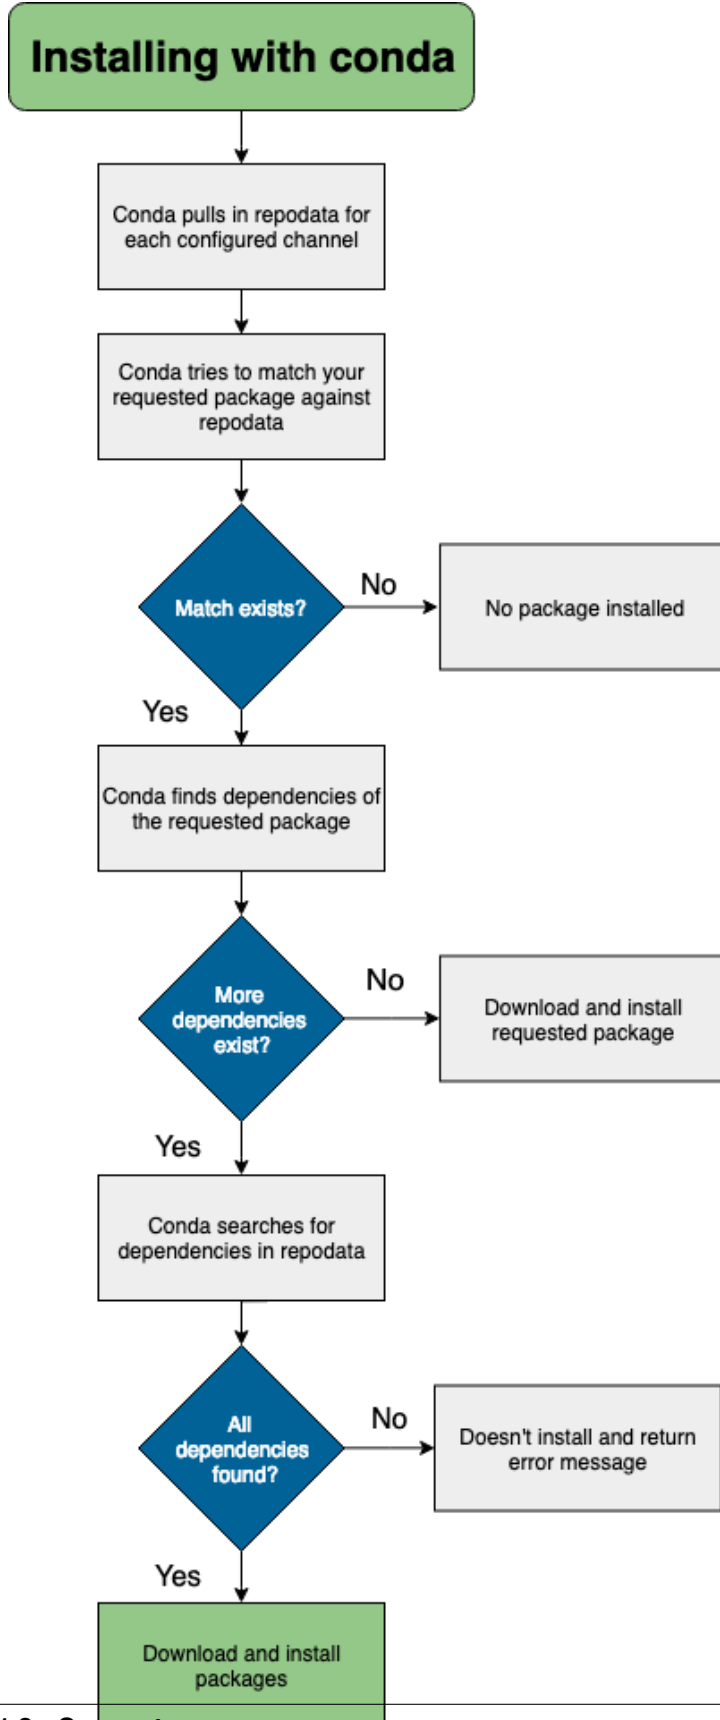 Installing with conda
Conda pulls in repodata for
each configured channel
Conda tries to match your
requested package against
repodata
Match exists?
No
No package installed
Yes
Conda finds dependencies of
the requested package
More
dependencies
exist?
No
Download and install
requested package
Yes
Conda searches for
dependencies in repodata
All
dependencies
found?
No
Doesn't install and return
error message
Yes
Download and install
packages